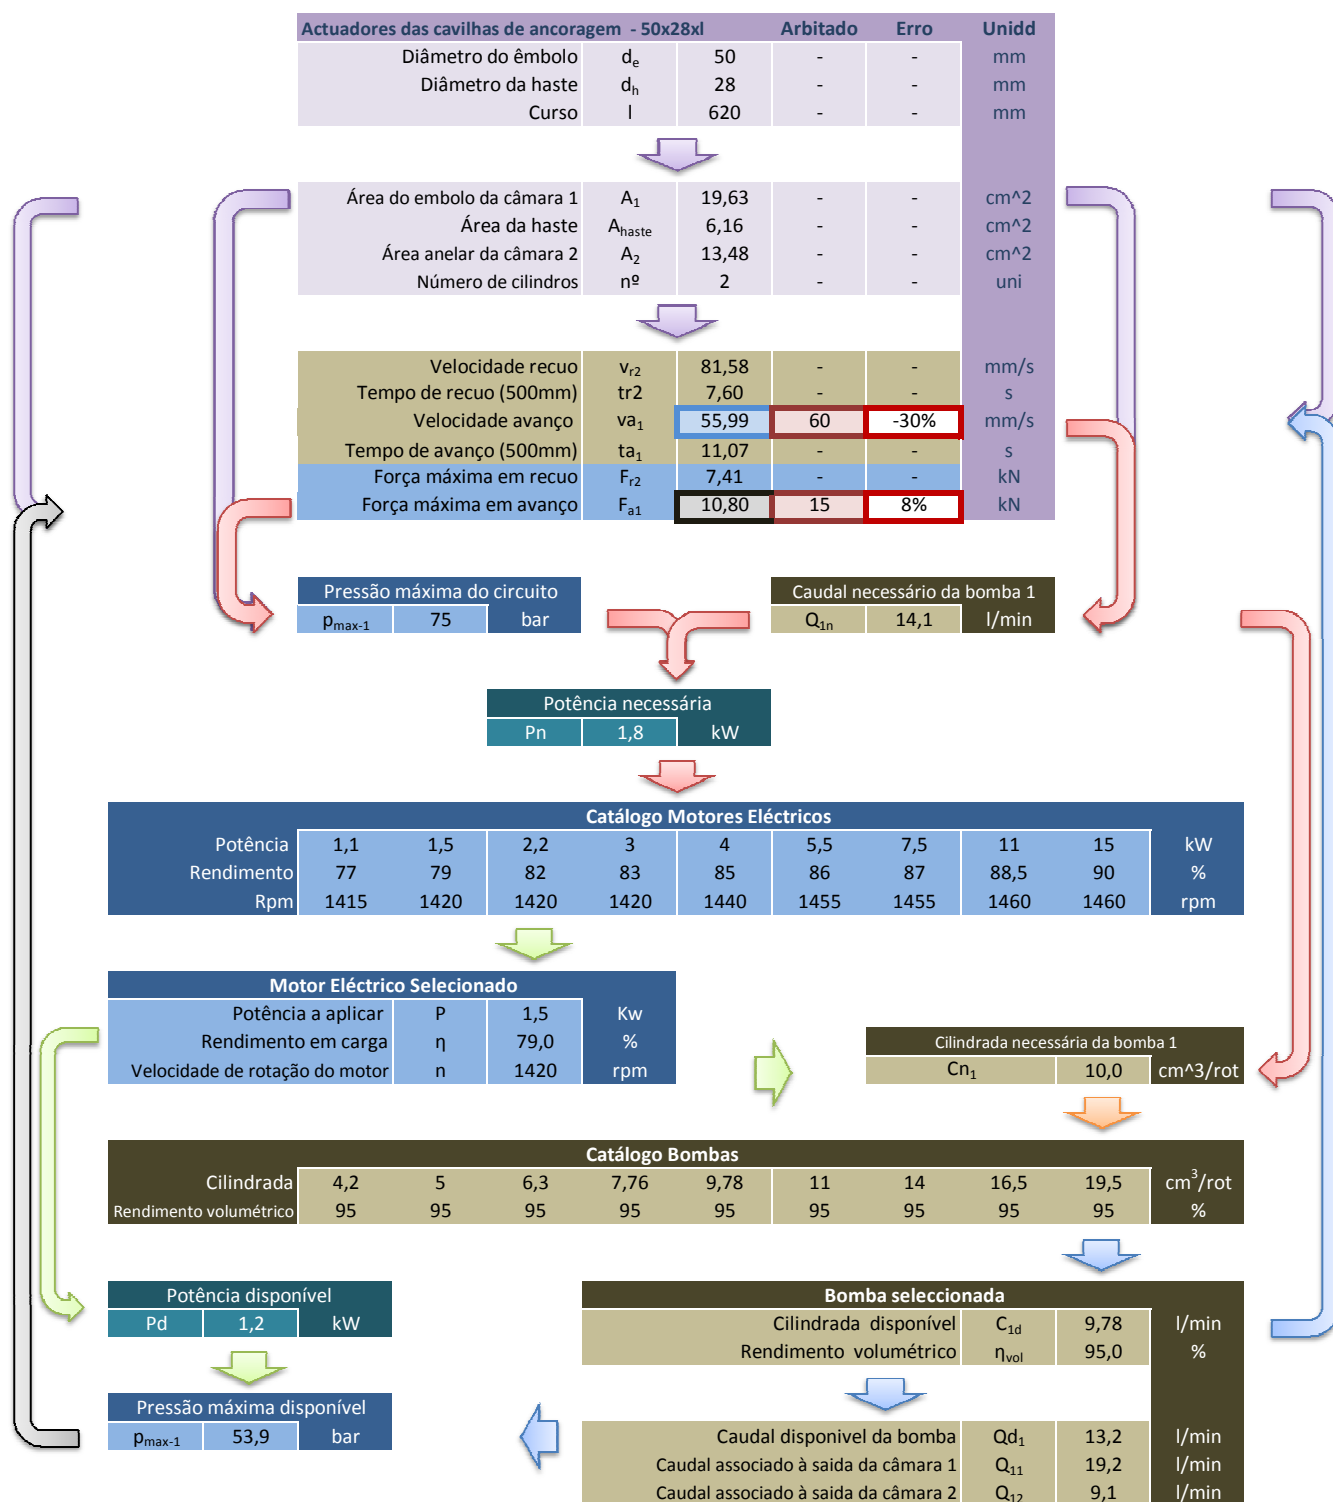 Actuadores das cavilhas de ancoragem - 50x28xl Arbitado Erro Unidd
Diâmetro do êmbolo de 50 - - mm
Diâmetro da haste dh 28 - - mm
Curso l 620 - - mm
Área do embolo da câmara 1 A1 19,63 - - cm^2
Área da haste Ahaste 6,16 - - cm^2
Área anelar da câmara 2 A2 13,48 - - cm^2
Número de cilindros nº 2 - - uni
Velocidade recuo vr2 81,58 - - mm/s
Tempo de recuo (500mm) tr2 7,60 - - s
Velocidade avanço va1 55,99 60 -30% mm/s
Tempo de avanço (500mm) ta1 11,07 - - s
Força máxima em recuo Fr2 7,41 - - kN
Força máxima em avanço Fa1 10,80 15 8% kN
Pressão máxima do circuito
pmax-1 75 bar
Caudal necessário da bomba 1
Q1n 14,1 l/min
Potência necessária
Pn 1,8 kW
Catálogo Motores Eléctricos
Potência 1,1 1,5 2,2 3 4 5,5 7,5 11 15 kW
Rendimento 77 79 82 83 85 86 87 88,5 90 %
Rpm 1415 1420 1420 1420 1440 1455 1455 1460 1460 rpm
Motor Eléctrico Selecionado
Potência a aplicar P 1,5 Kw
Rendimento em carga η 79,0 %
Velocidade de rotação do motor n 1420 rpm
Cilindrada necessária da bomba 1
Cn1 10,0 cm^3/rot
Catálogo Bombas
Cilindrada 4,2 5 6,3 7,76 9,78 11 14 16,5 19,5 cm³/rot
Rendimento volumétrico 95 95 95 95 95 95 95 95 95 %
Potência disponível
Pd 1,2 kW
Bomba seleccionada
Cilindrada disponível C1d 9,78 l/min
Rendimento volumétrico ηvol 95,0 %
Pressão máxima disponível
pmax-1 53,9 bar
Caudal disponivel da bomba Qd1 13,2 l/min
Caudal associado à saida da câmara 1 Q11 19,2 l/min
Caudal associado à saida da câmara 2 Q12 9,1 l/min